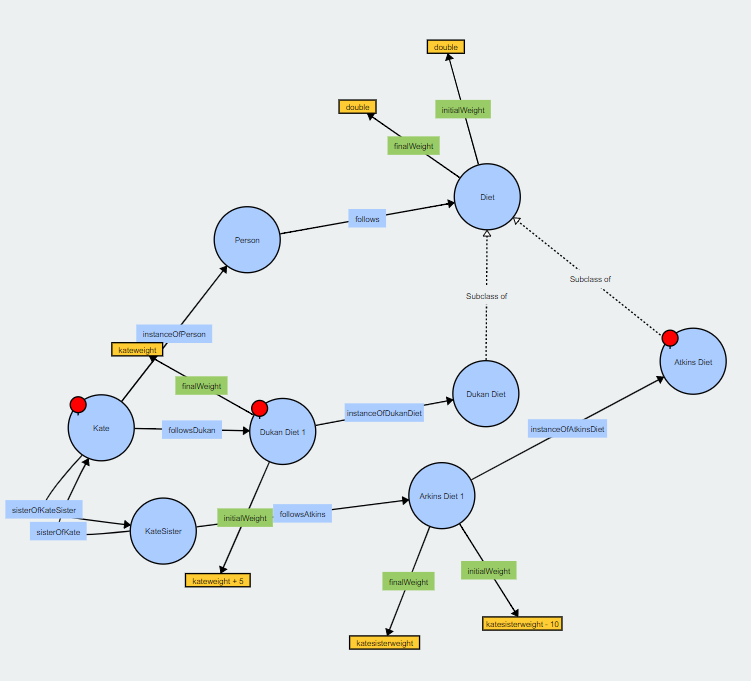 double
double
initialWeight
finalWeight
Diet
follows
Person
Subclass of
Subclass of
instanceOfPerson
kateweight
Atkins Diet
finalWeight
Dukan Diet
instanceOfDukanDiet
Kate
followsDukan
Dukan Diet 1
instanceOfAtkinsDiet
Arkins Diet 1
sisterOfKateSister
initialWeight
followsAtkins
sisterOfKate
KateSister
initialWeight
kateweight + 5
finalWeight
katesisterweight - 10
katesisterweight